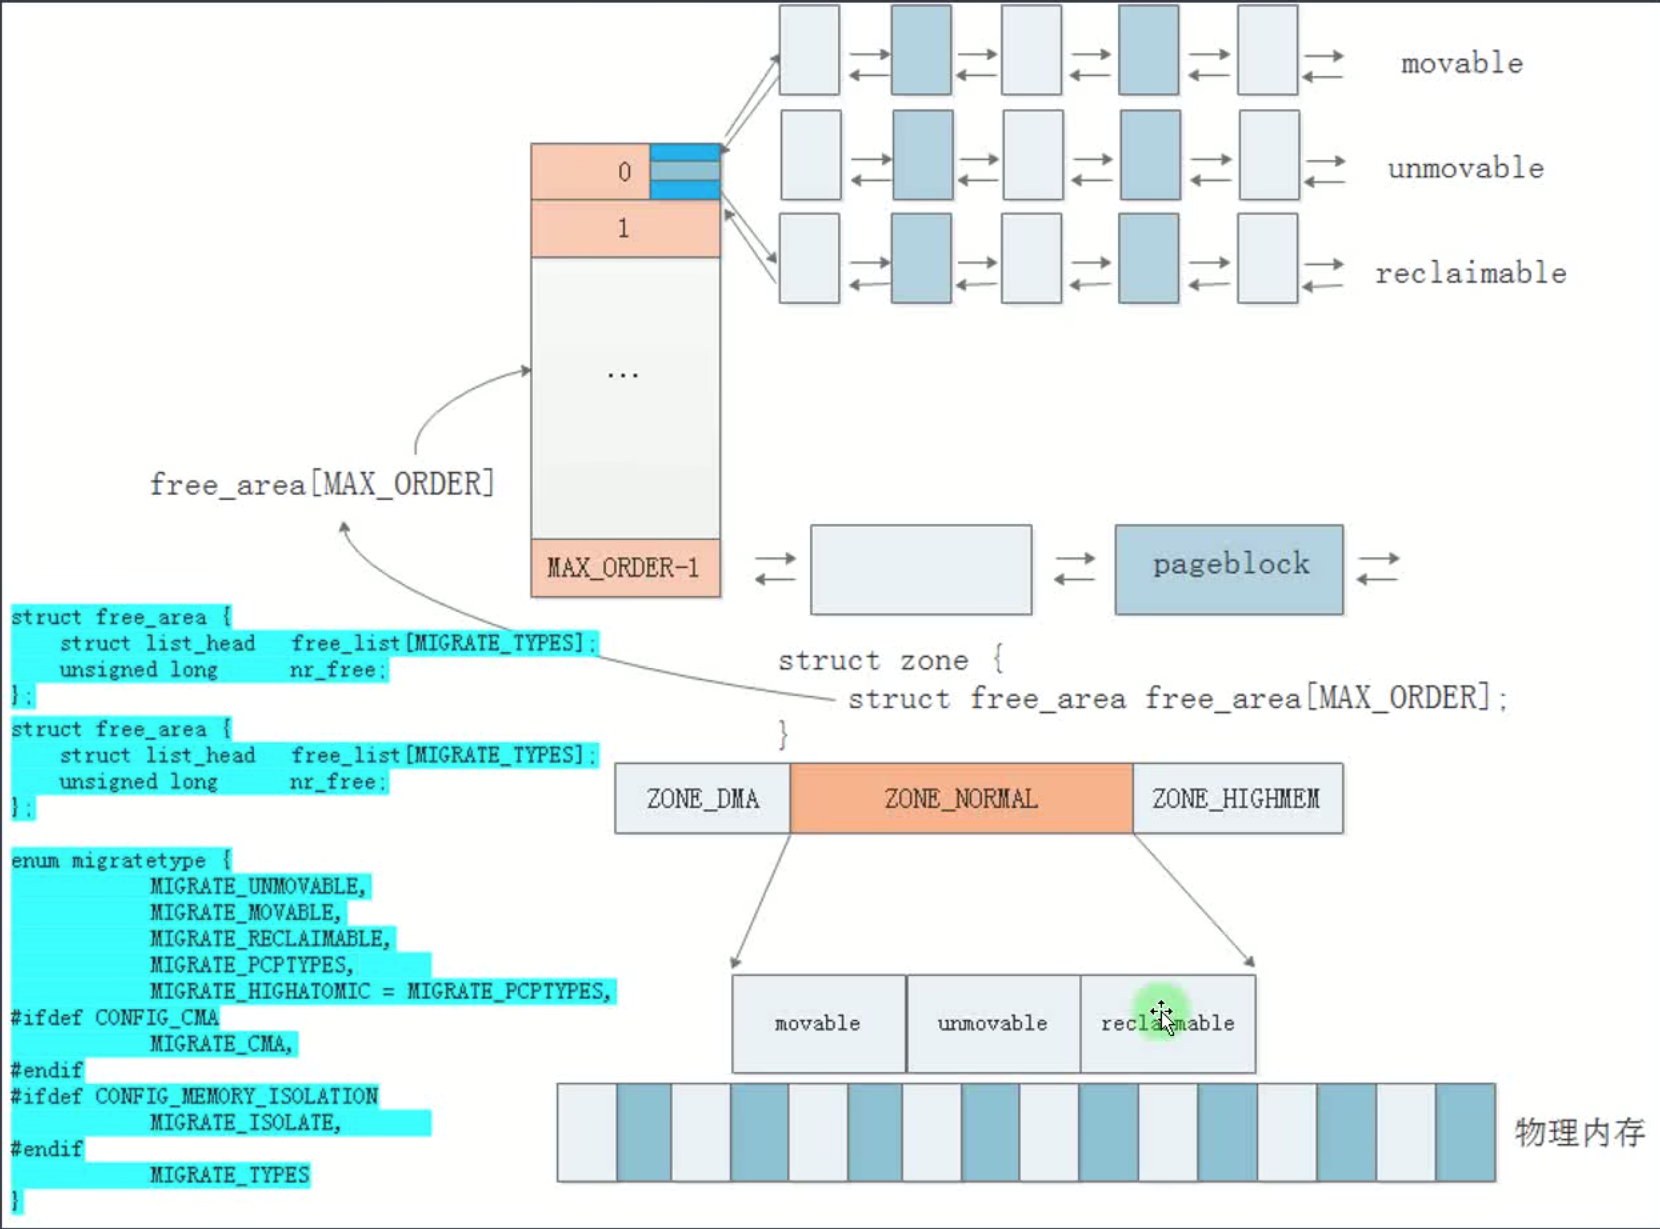 movable
unmovable
reclaimable
0
1
...
free_area[MAX_ORDER]
MAX_ORDER-1
pageblock
struct free_area {
struct list_head free_list[MIGRATE_TYPES];
unsigned long nr_free;
};
struct free_area {
struct list_head free_list[MIGRATE_TYPES];
unsigned long nr_free;
};
enum migratetype {
MIGRATE_UNMOVABLE,
MIGRATE_MOVABLE,
MIGRATE_RECLAIMABLE,
MIGRATE_PCPTYPES,
MIGRATE_HIGHATOMIC = MIGRATE_PCPTYPES,
#ifdef CONFIG_CMA
MIGRATE_CMA,
#endif
#ifdef CONFIG_MEMORY_ISOLATION
MIGRATE_ISOLATE,
#endif
MIGRATE_TYPES
}
struct zone {
struct free_area free_area[MAX_ORDER];
}
ZONE_DMA
ZONE_NORMAL
ZONE_HIGHMEM
movable
unmovable
reclaimable
物理内存